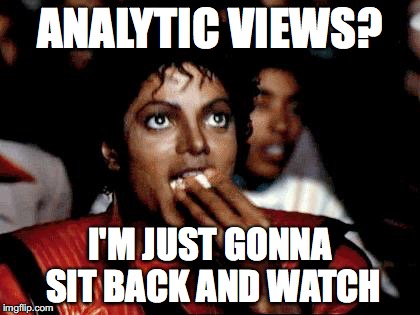 ANALYTIC VIEWS?
I'M JUST GONNA
SIT BACK AND WATCH
imgflip.com